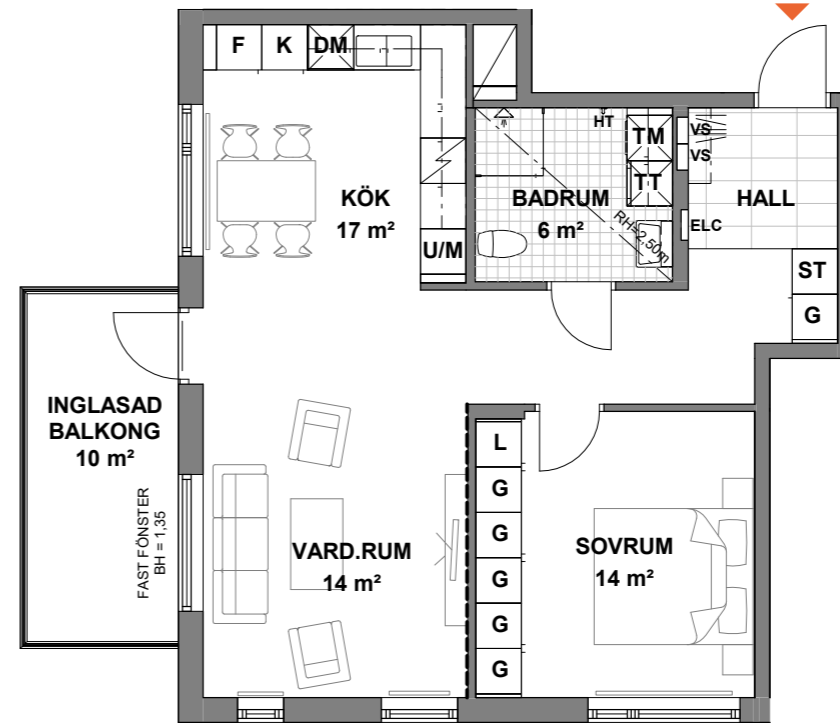 F K DM
HT
TM
VS
VS
KÖK
17 m²
BADRUM
6 m²
TT
HALL
RH=2,50m
ELC
U/M
ST
G
INGLASAD
BALKONG
10 m²
FAST FÖNSTER
BH = 1,35
L
G
G
G
G
G
VARD.RUM
14 m²
SOVRUM
14 m²